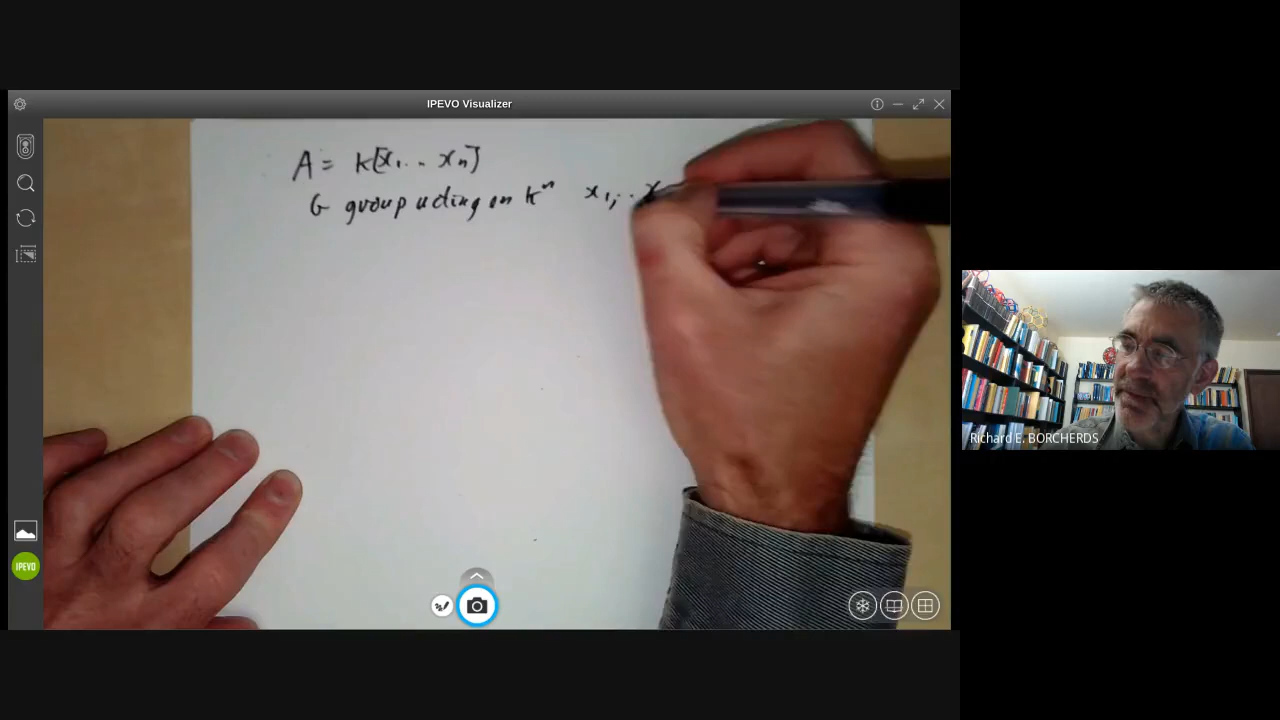 IPEVO Visualizer
A = k[x₁ .. xₙ]
G group acting on kⁿ x₁, .. x
Richard E. BORCHERDS
IPEVO